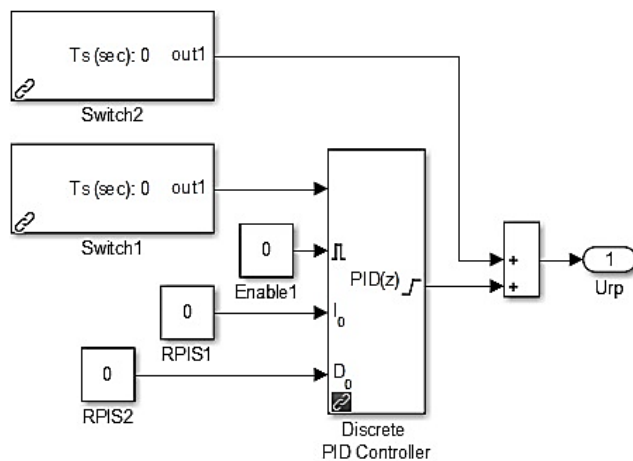 Ts (sec): 0 out1
Switch2
Ts (sec): 0 out1
Switch1
0
Enable1
PID(z)
+
+
1
Urp
0
I0
RPIS1
0
D0
RPIS2
Discrete
PID Controller